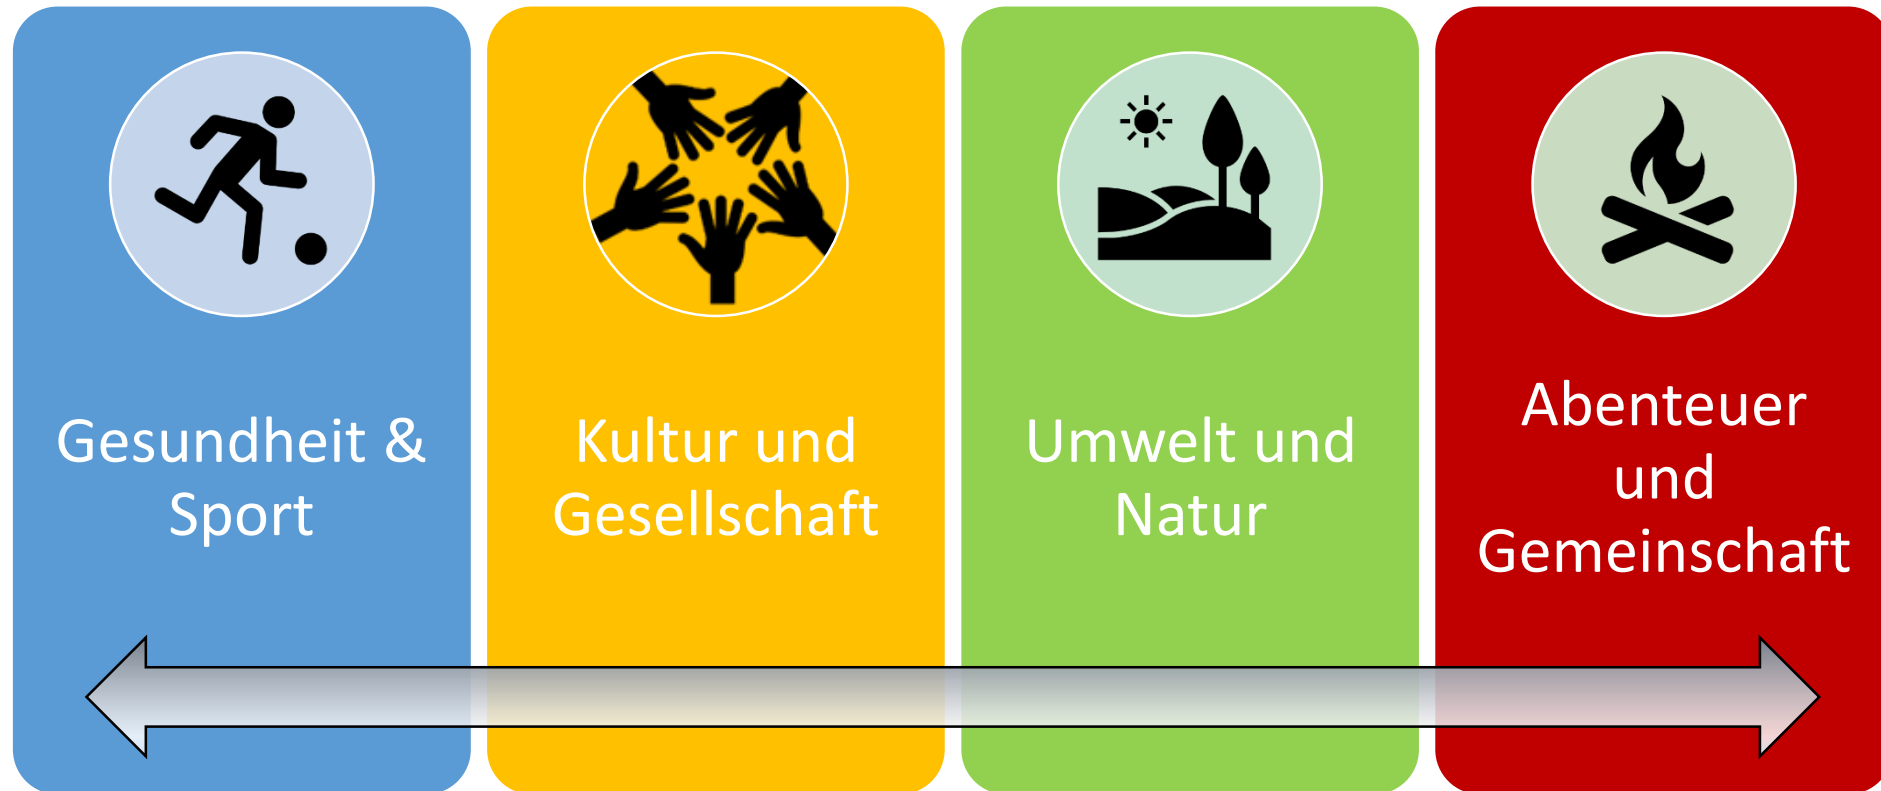 Gesundheit &
Sport
Kultur und
Gesellschaft
Umwelt und
Natur
Abenteuer
und
Gemeinschaft